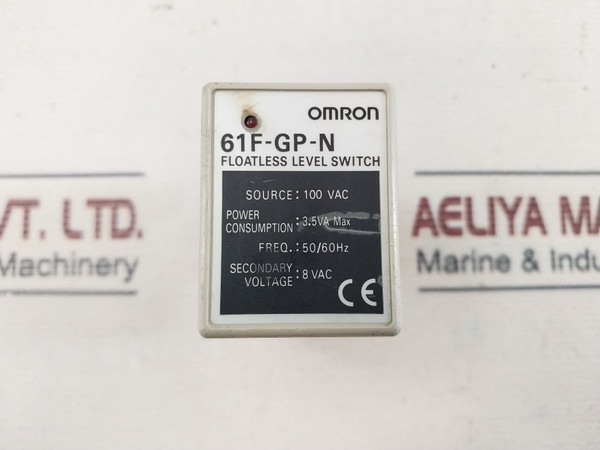 OMRON
61F-GP-N
FLOATLESS LEVEL SWITCH
SOURCE : 100 VAC
POWER CONSUMPTION : 3.5VA Max
FREQ. : 50/60Hz
SECONDARY VOLTAGE : 8 VAC
CE
VT. LTD.
Machinery
AELIYA MA
Marine & Indu